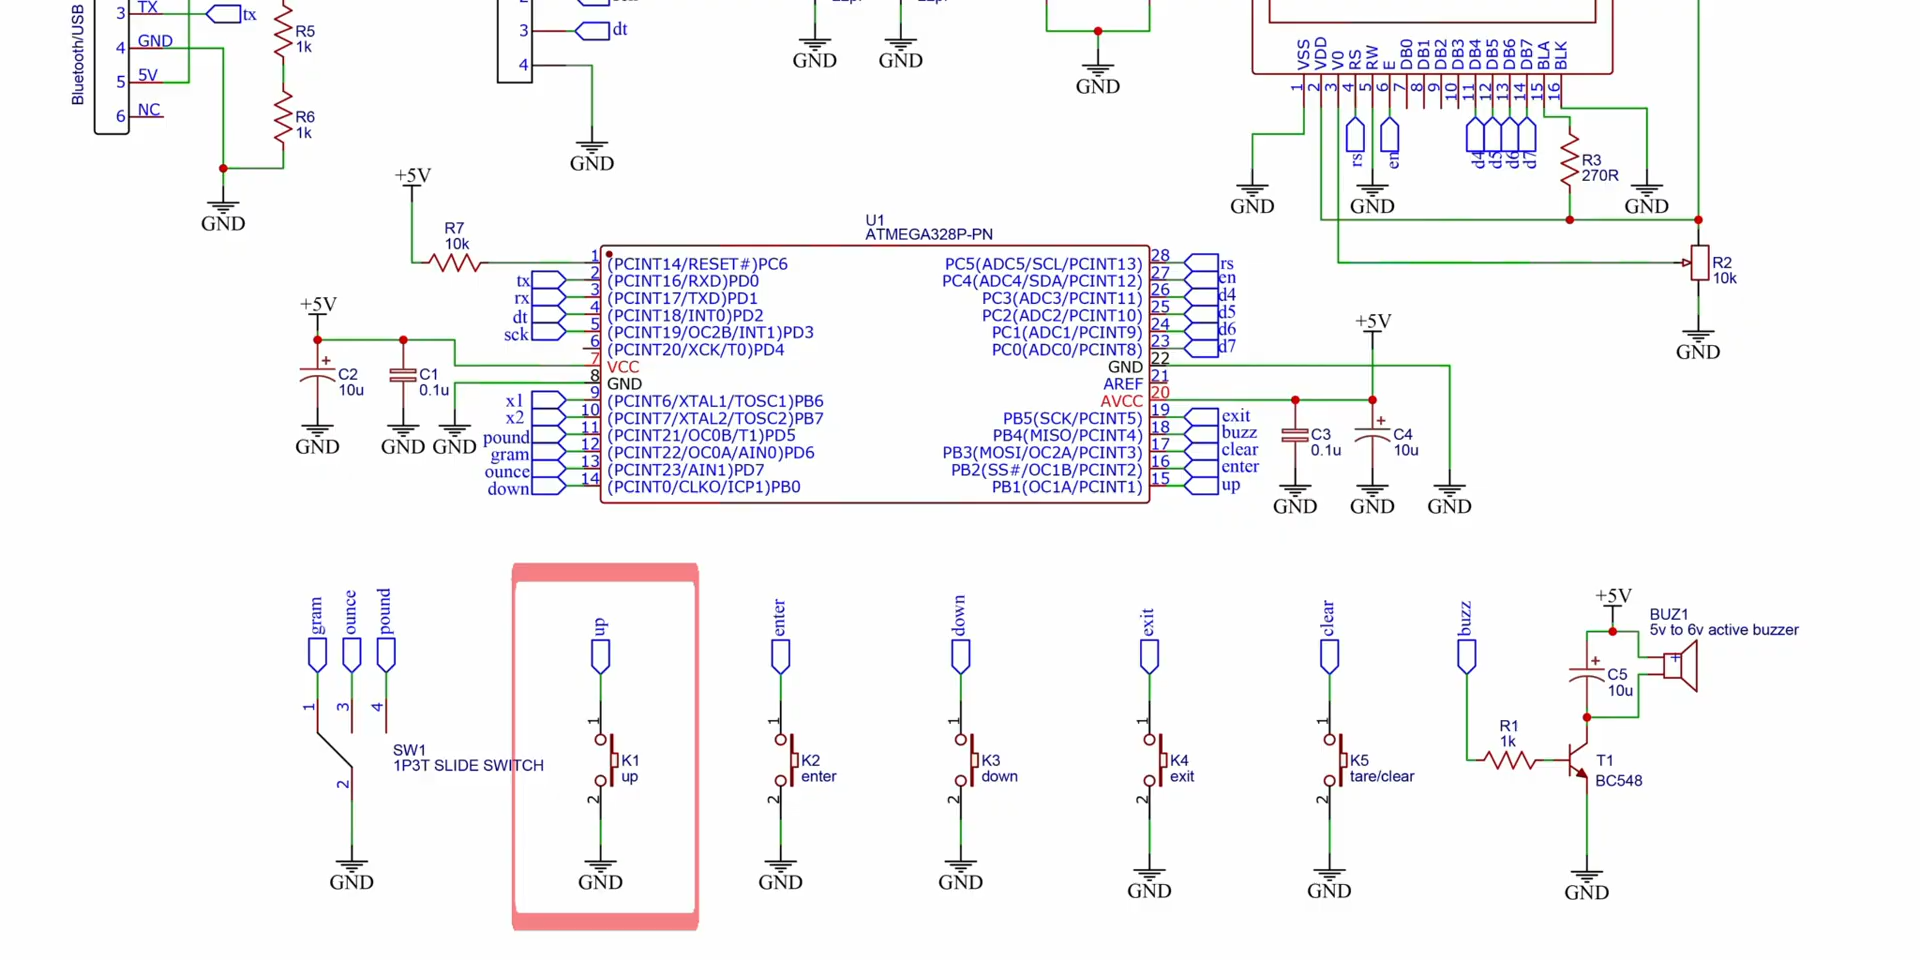 Bluetooth/USB
3 TX tx
4 GND
5 5V
6 NC
R5
1k
R6
1k
GND
3 dt
4
GND
GND
GND
GND
VSS VDD V0 RS RW E DB0 DB1 DB2 DB3 DB4 DB5 DB6 DB7 BLA BLK
1 2 3 4 5 6 7 8 9 10 11 12 13 14 15 16
rs en d4 d5 d6 d7
R3
270R
GND
GND
GND
R2
10k
GND
+5V
R7
10k
U1
ATMEGA328P-PN
1 (PCINT14/RESET#)PC6
tx 2 (PCINT16/RXD)PD0
rx 3 (PCINT17/TXD)PD1
dt 4 (PCINT18/INT0)PD2
sck 5 (PCINT19/OC2B/INT1)PD3
6 (PCINT20/XCK/T0)PD4
7 VCC
8 GND
x1 9 (PCINT6/XTAL1/TOSC1)PB6
x2 10 (PCINT7/XTAL2/TOSC2)PB7
pound 11 (PCINT21/OC0B/T1)PD5
gram 12 (PCINT22/OC0A/AIN0)PD6
ounce 13 (PCINT23/AIN1)PD7
down 14 (PCINT0/CLKO/ICP1)PB0
PC5(ADC5/SCL/PCINT13) 28 rs
PC4(ADC4/SDA/PCINT12) 27 en
PC3(ADC3/PCINT11) 26 d4
PC2(ADC2/PCINT10) 25 d5
PC1(ADC1/PCINT9) 24 d6
PC0(ADC0/PCINT8) 23 d7
GND 22
AREF 21
AVCC 20
PB5(SCK/PCINT5) 19 exit
PB4(MISO/PCINT4) 18 buzz
PB3(MOSI/OC2A/PCINT3) 17 clear
PB2(SS#/OC1B/PCINT2) 16 enter
PB1(OC1A/PCINT1) 15 up
+5V
+ C2
10u
C1
0.1u
GND GND GND
+5V
C3
0.1u
+ C4
10u
GND GND GND
gram ounce pound
1 3 4
SW1
1P3T SLIDE SWITCH
2
GND
up
1
K1
up
2
GND
enter
1
K2
enter
2
GND
down
1
K3
down
2
GND
exit
1
K4
exit
2
GND
clear
1
K5
tare/clear
2
GND
buzz
R1
1k
+5V
BUZ1
5v to 6v active buzzer
+
+ C5
10u
T1
BC548
GND